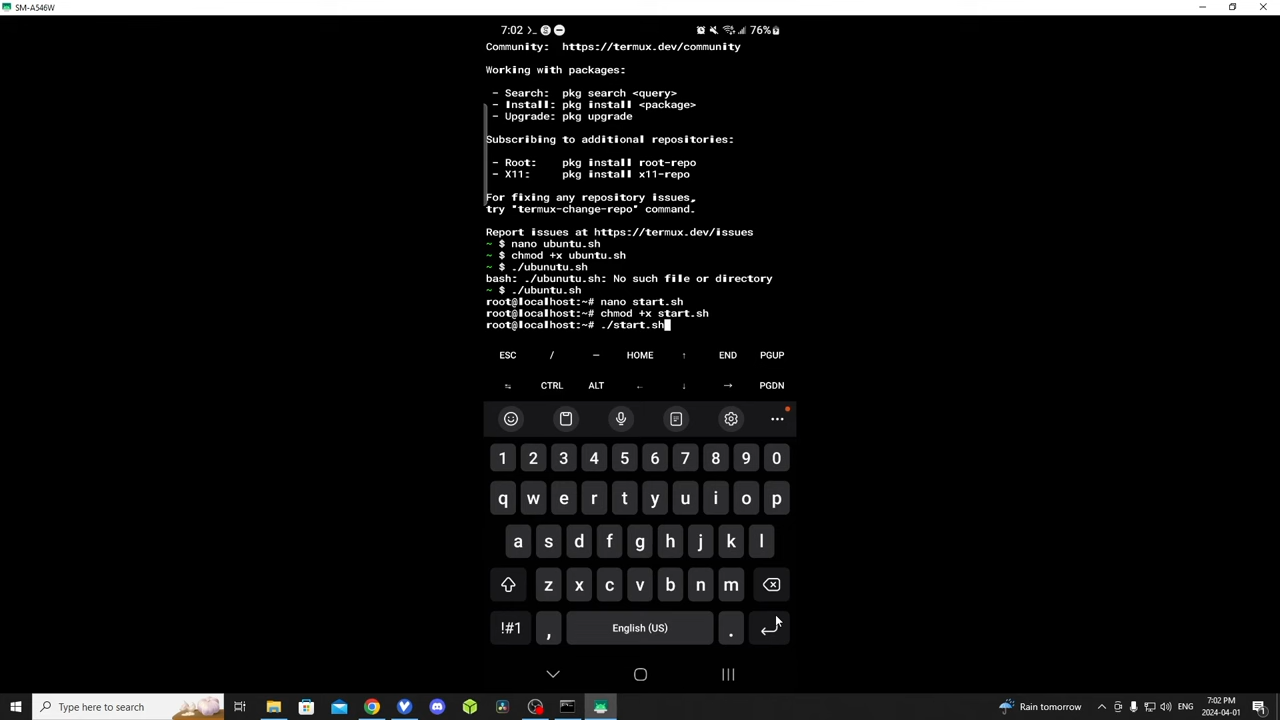 SM-A546W
7:02 >_ 76%
Community: https://termux.dev/community
Working with packages:
- Search: pkg search <query>
- Install: pkg install <package>
- Upgrade: pkg upgrade
Subscribing to additional repositories:
- Root: pkg install root-repo
- X11: pkg install x11-repo
For fixing any repository issues,
try "termux-change-repo" command.
Report issues at https://termux.dev/issues
~ $ nano ubuntu.sh
~ $ chmod +x ubuntu.sh
~ $ ./ubunutu.sh
bash: ./ubunutu.sh: No such file or directory
~ $ ./ubuntu.sh
root@localhost:~# nano start.sh
root@localhost:~# chmod +x start.sh
root@localhost:~# ./start.sh
ESC / — HOME ↑ END PGUP
↹ CTRL ALT ← ↓ → PGDN
1 2 3 4 5 6 7 8 9 0
q w e r t y u i o p
a s d f g h j k l
z x c v b n m
!#1 , English (US) .
Type here to search
Rain tomorrow
ENG
7:02 PM
2024-04-01